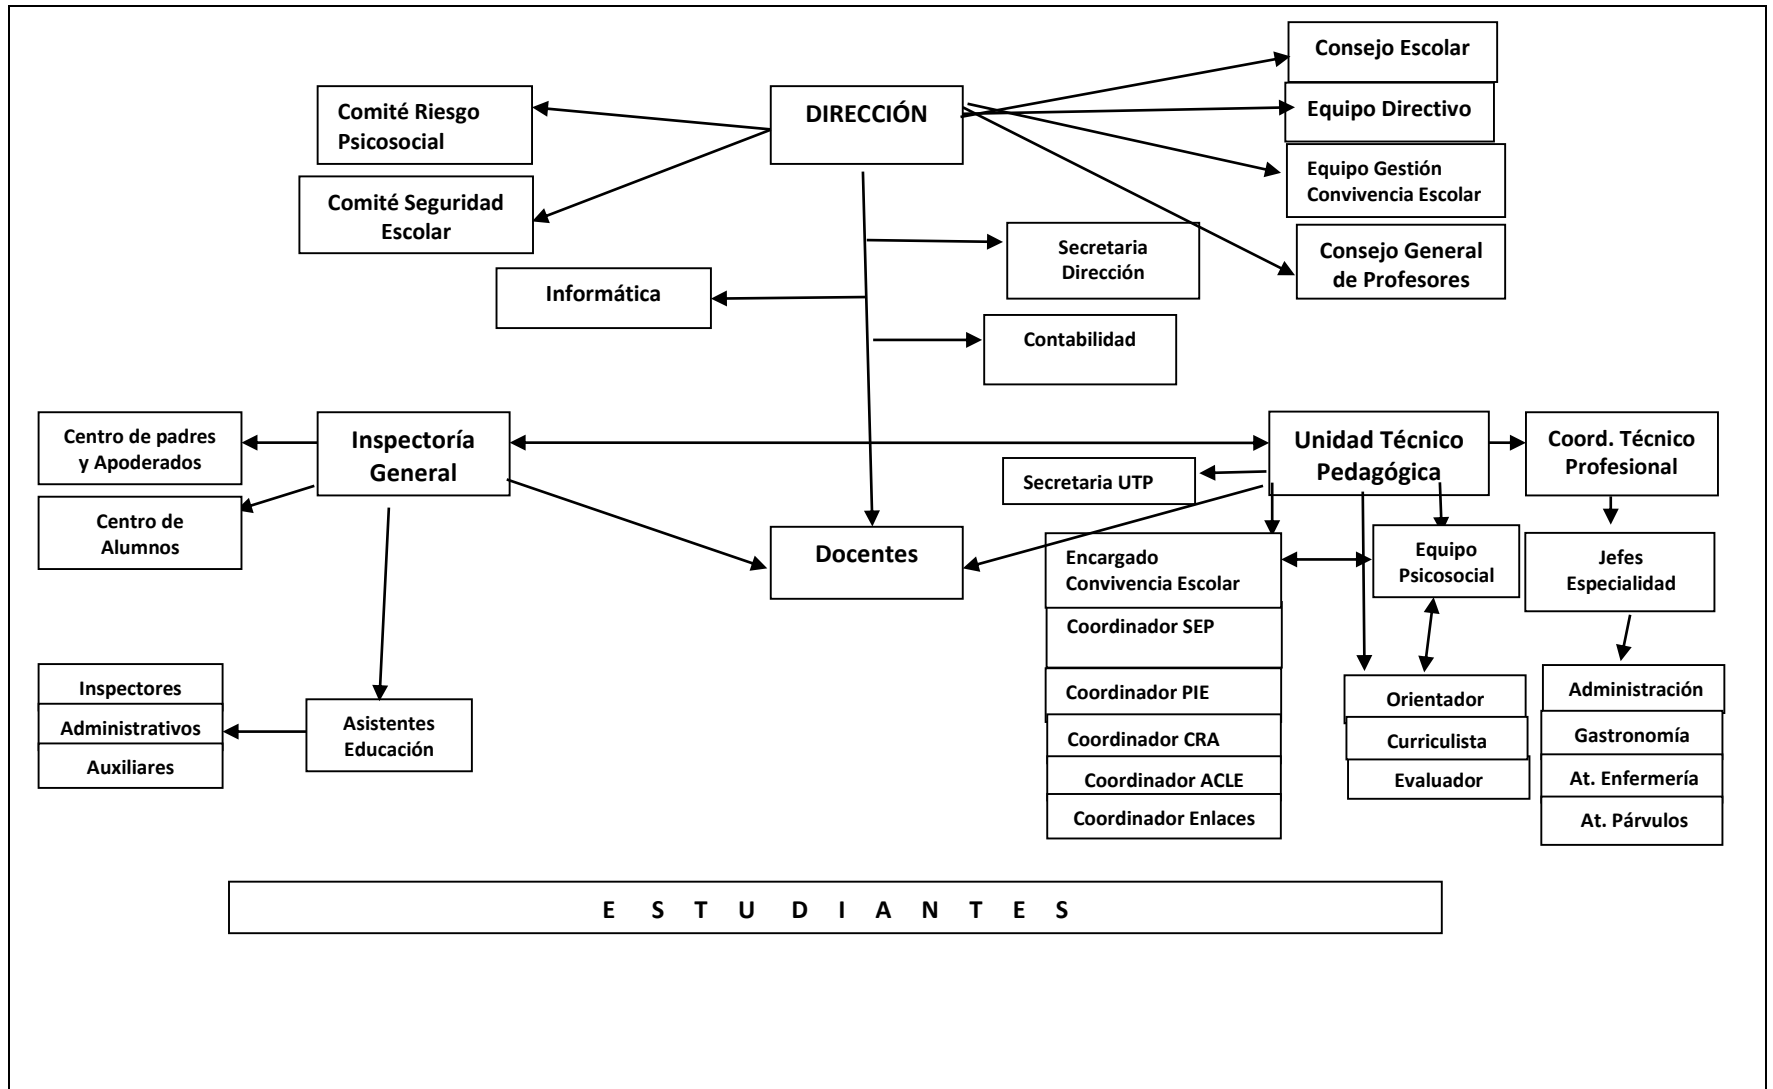 Consejo Escolar
DIRECCIÓN
Equipo Directivo
Comité Riesgo
Psicosocial
Equipo Gestión
Convivencia Escolar
Comité Seguridad
Escolar
Secretaria
Dirección
Consejo General
de Profesores
Informática
Contabilidad
Centro de padres
y Apoderados
Inspectoría
General
Unidad Técnico
Pedagógica
Coord. Técnico
Profesional
Secretaria UTP
Centro de
Alumnos
Docentes
Encargado
Convivencia Escolar
Equipo
Psicosocial
Jefes
Especialidad
Coordinador SEP
Coordinador PIE
Coordinador CRA
Coordinador ACLE
Coordinador Enlaces
Inspectores
Administrativos
Auxiliares
Asistentes
Educación
Orientador
Curriculista
Evaluador
Administración
Gastronomía
At. Enfermería
At. Párvulos
E S T U D I A N T E S